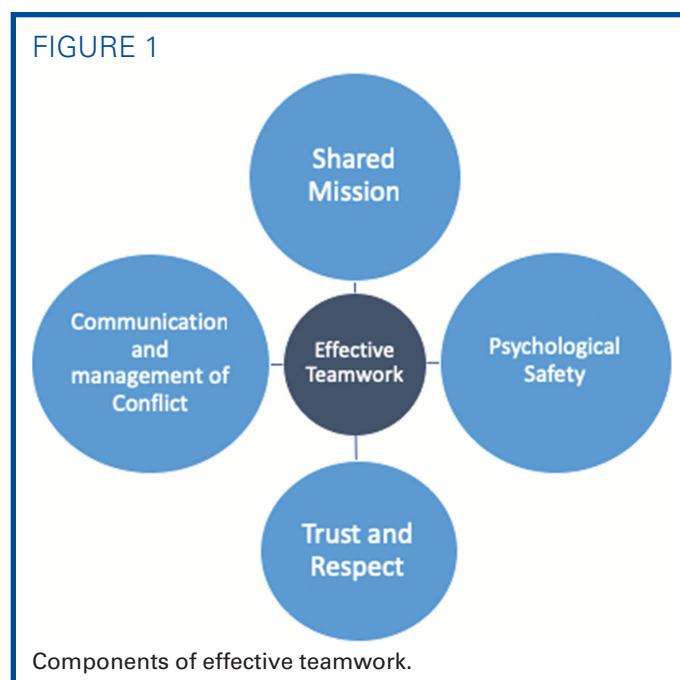 FIGURE 1
Shared
Mission
Communication
and
management of
Conflict
Effective
Teamwork
Psychological
Safety
Trust and
Respect
Components of effective teamwork.